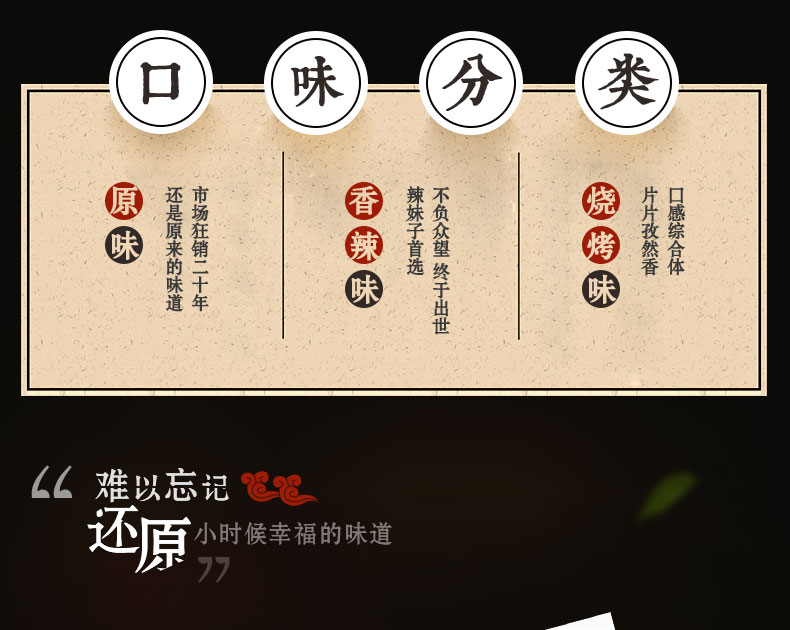 口味分类
原味
市场狂销二十年
还是原来的味道
香辣味
不负众望 终于出世
辣妹子首选
烧烤味
口感综合体
片片孜然香
“难以忘记
还原小时候幸福的味道
”